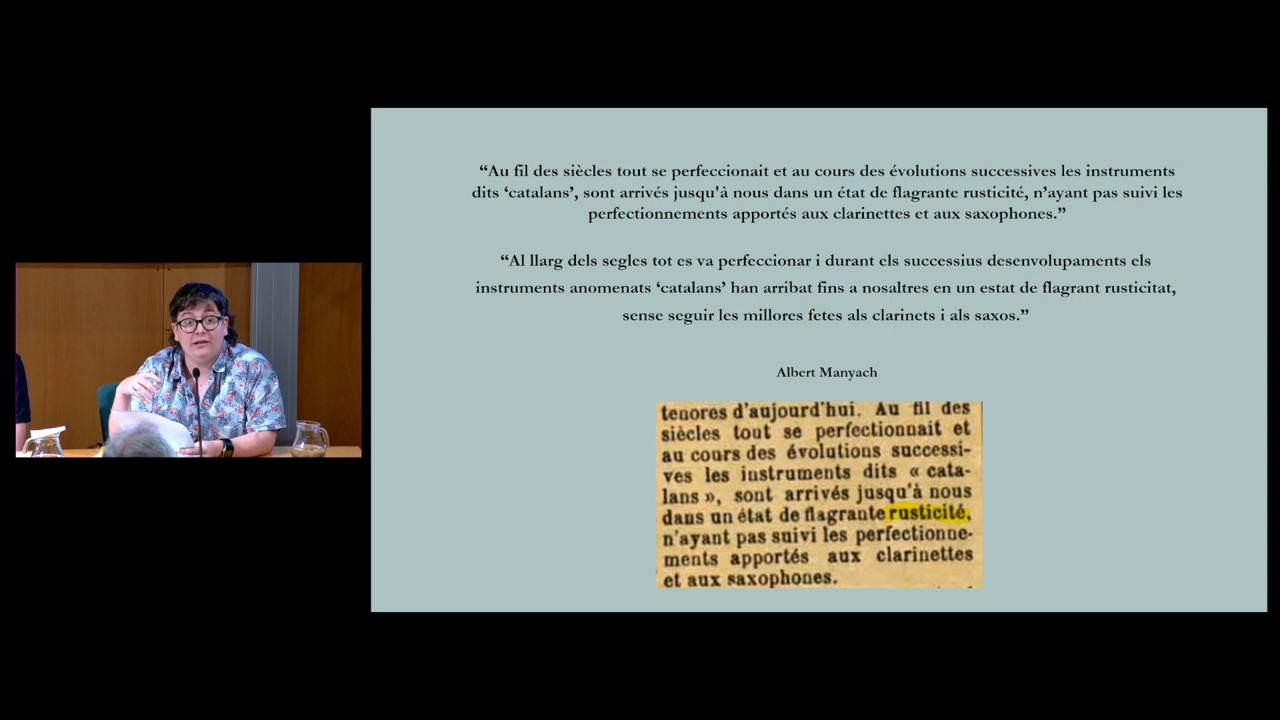 “Au fil des siècles tout se perfeccionait et au cours des évolutions successives les instruments
dits ‘catalans’, sont arrivés jusqu'à nous dans un état de flagrante rusticité, n’ayant pas suivi les
perfectionnements apportés aux clarinettes et aux saxophones.”
“Al llarg dels segles tot es va perfeccionar i durant els successius desenvolupaments els
instruments anomenats ‘catalans’ han arribat fins a nosaltres en un estat de flagrant rusticitat,
sense seguir les millores fetes als clarinets i als saxos.”
Albert Manyach
tenores d'aujourd'hui. Au fil des
siècles tout se perfectionnait et
au cours des évolutions successi-
ves les instruments dits « cata-
lans », sont arrivés jusqu'à nous
dans un état de flagrante rusticité,
n'ayant pas suivi les perfectionne-
ments apportés aux clarinettes
et aux saxophones.